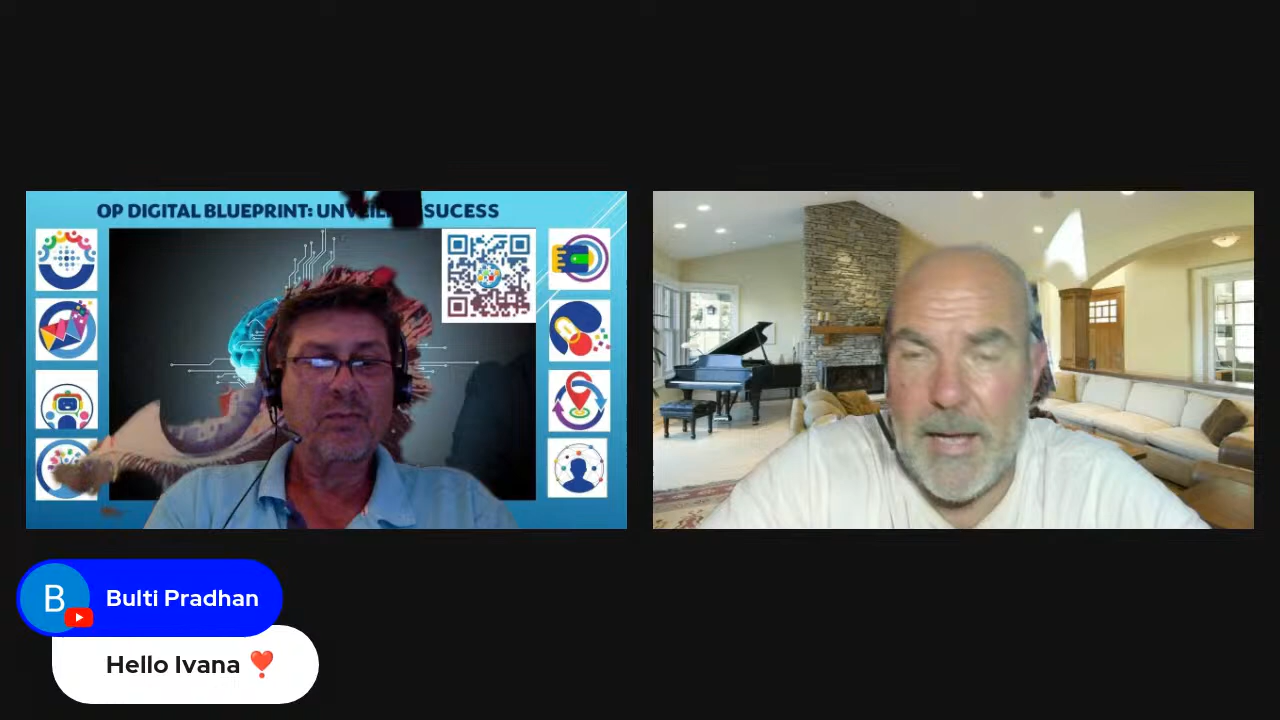 OP DIGITAL BLUEPRINT: UNVEIL SUCESS
B
Bulti Pradhan
Hello Ivana ❣️